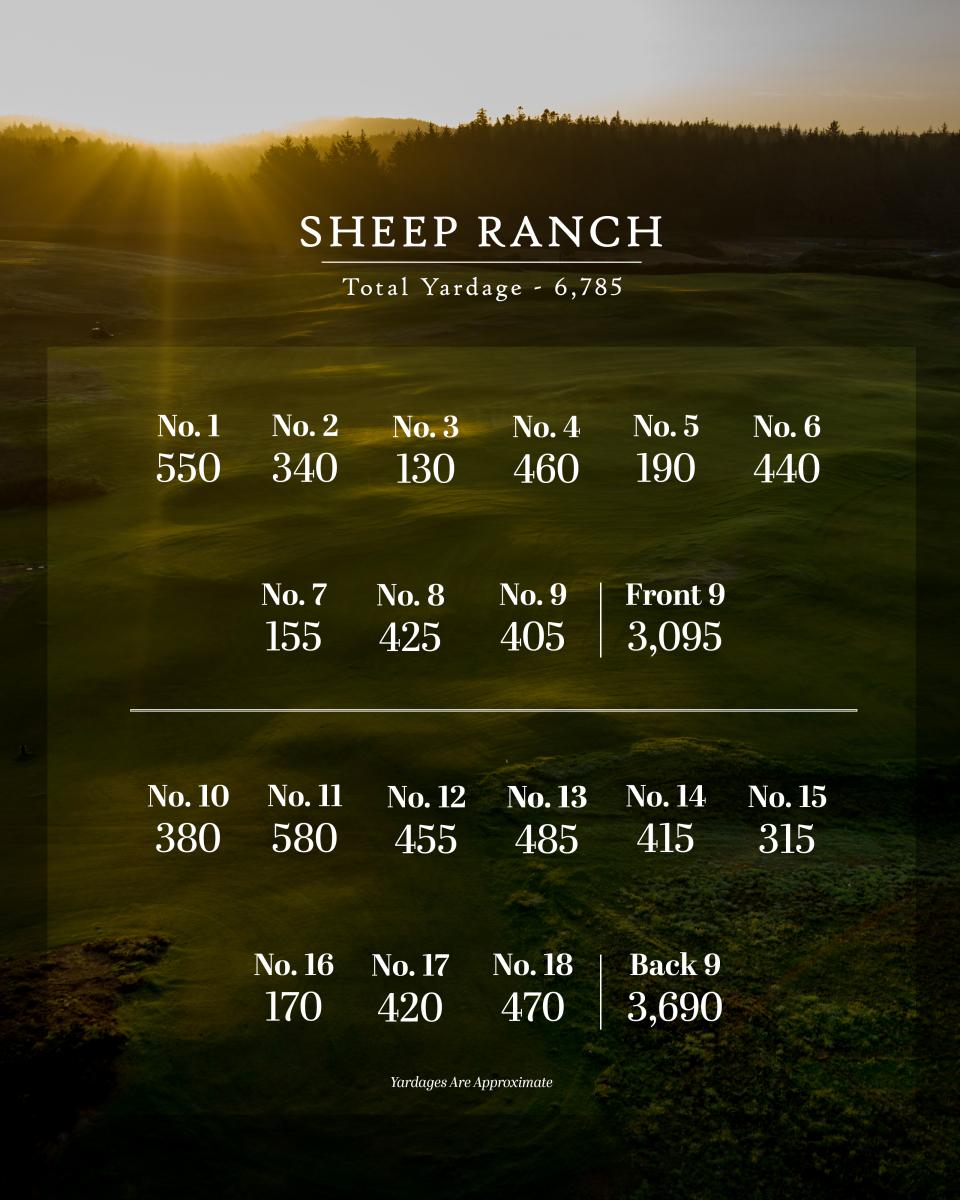 SHEEP RANCH
Total Yardage - 6,785
No. 1 No. 2 No. 3 No. 4 No. 5 No. 6
550 340 130 460 190 440
No. 7 No. 8 No. 9 Front 9
155 425 405 3,095
No. 10 No. 11 No. 12 No. 13 No. 14 No. 15
380 580 455 485 415 315
No. 16 No. 17 No. 18 Back 9
170 420 470 3,690
Yardages Are Approximate